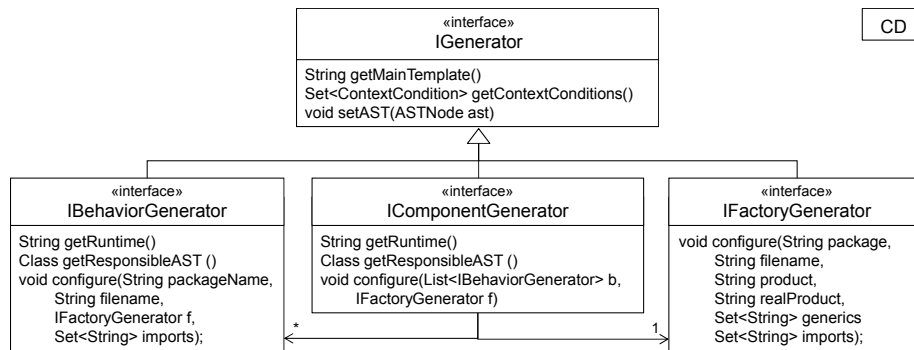 «interface»
IGenerator
CD
String getMainTemplate()
Set<ContextCondition> getContextConditions()
void setAST(ASTNode ast)
«interface»
IBehaviorGenerator
String getRuntime()
Class getResponsibleAST ()
void configure(String packageName,
String filename,
IFactoryGenerator f,
Set<String> imports);
«interface»
IComponentGenerator
String getRuntime()
Class getResponsibleAST ()
void configure(List<IBehaviorGenerator> b,
IFactoryGenerator f)
«interface»
IFactoryGenerator
void configure(String package,
String filename,
String product,
String realProduct,
Set<String> generics
Set<String> imports);
*
1